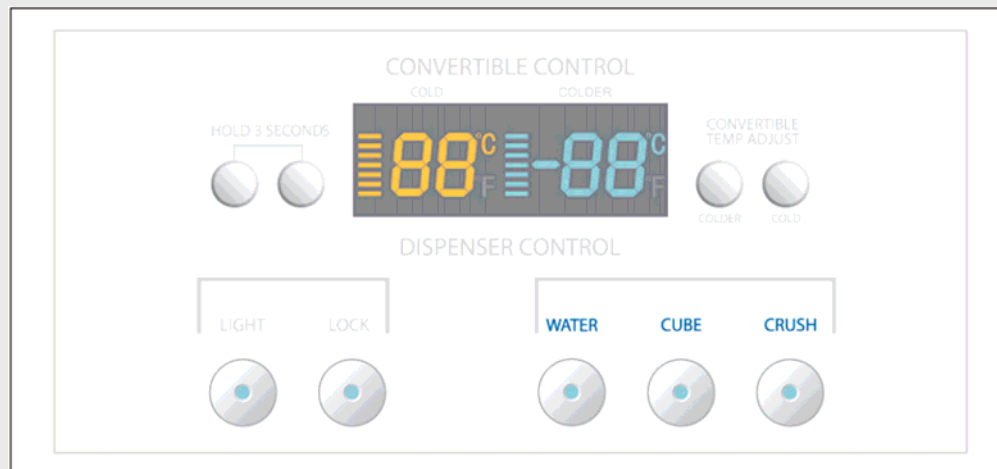 CONVERTIBLE CONTROL
COLD COLDER
HOLD 3 SECONDS
88°C °F -88°C °F
CONVERTIBLE
TEMP ADJUST
COLDER COLD
DISPENSER CONTROL
LIGHT LOCK WATER CUBE CRUSH